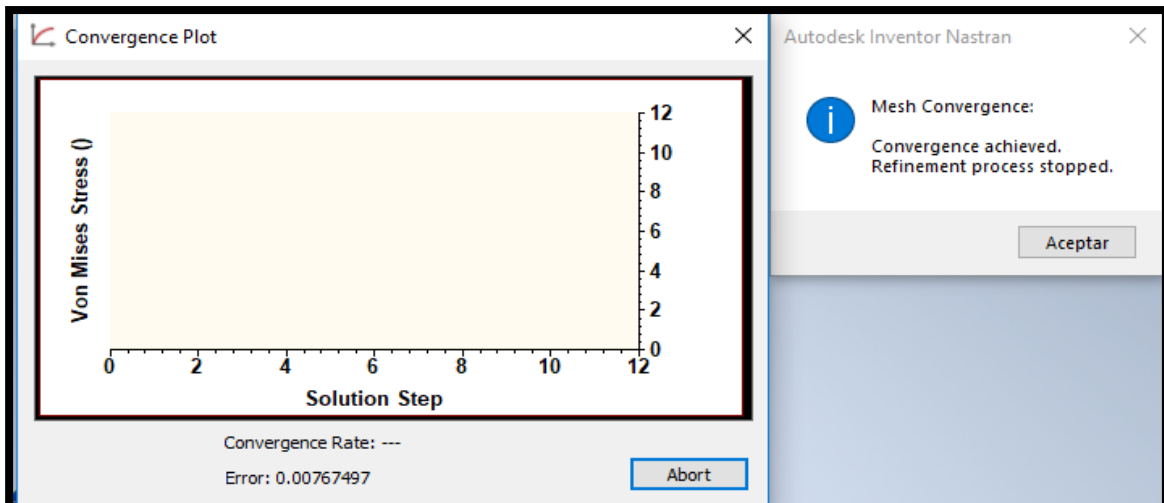 Convergence Plot
Von Mises Stress ()
12
10
8
6
4
2
0
0 2 4 6 8 10 12
Solution Step
Convergence Rate: ---
Error: 0.00767497
Abort
Autodesk Inventor Nastran
Mesh Convergence:
Convergence achieved.
Refinement process stopped.
Aceptar